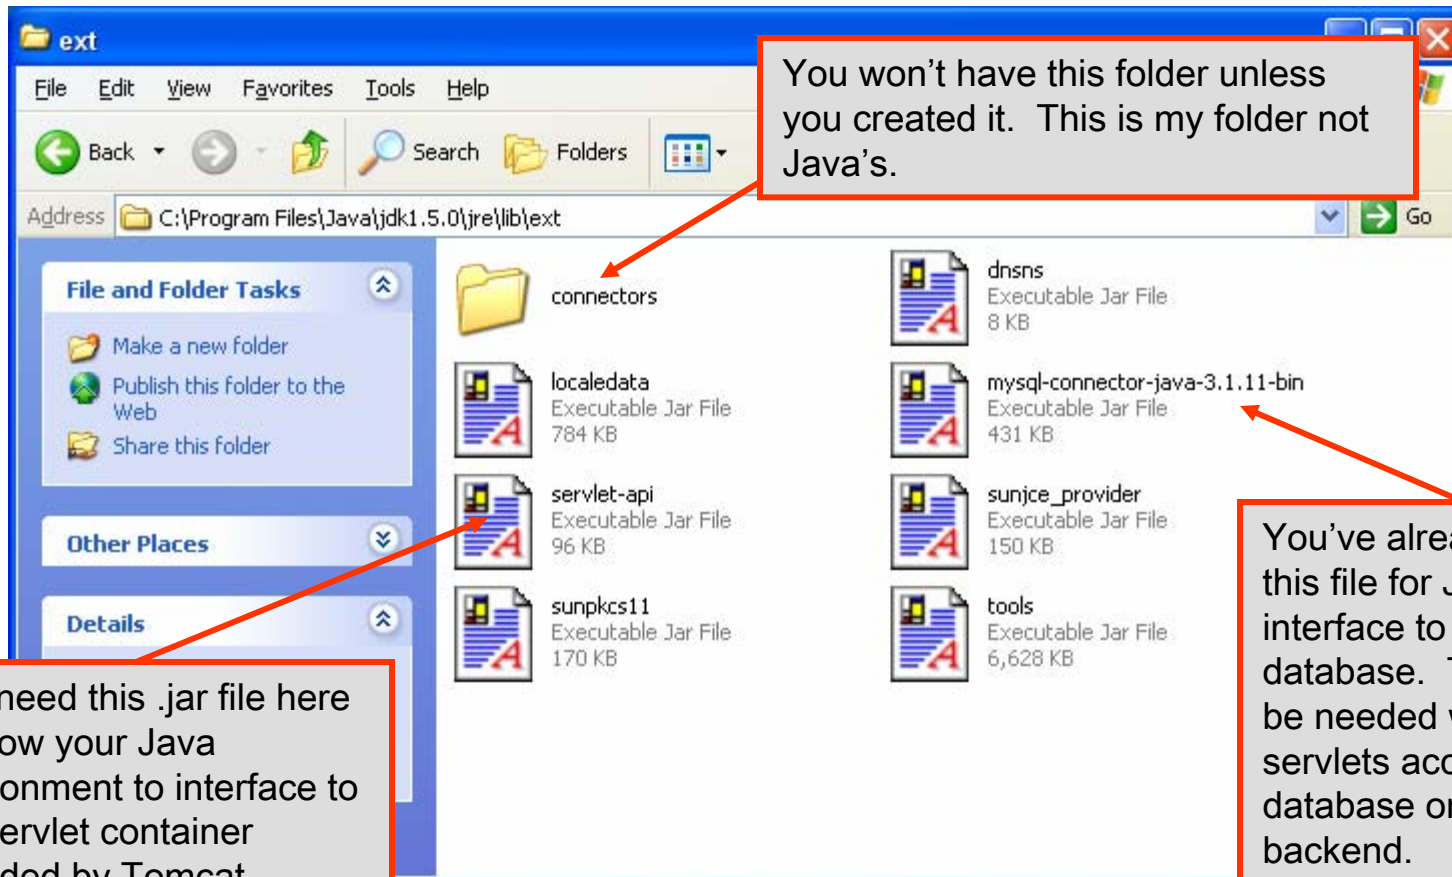 ext
File Edit View Favorites Tools Help
You won't have this folder unless
you created it. This is my folder not
Java's.
Back Search Folders
Address C:\Program Files\Java\jdk1.5.0\jre\lib\ext Go
File and Folder Tasks
Make a new folder
Publish this folder to the
Web
Share this folder
Other Places
Details
connectors
dnsns
Executable Jar File
8 KB
localedata
Executable Jar File
784 KB
mysql-connector-java-3.1.11-bin
Executable Jar File
431 KB
servlet-api
Executable Jar File
96 KB
sunjce_provider
Executable Jar File
150 KB
sunpkcs11
Executable Jar File
170 KB
tools
Executable Jar File
6,628 KB
need this .jar file here
your Java
to interface to
container
by Tomcat
You've
this file for
interface to
database.
be needed
servlets
database
backend.